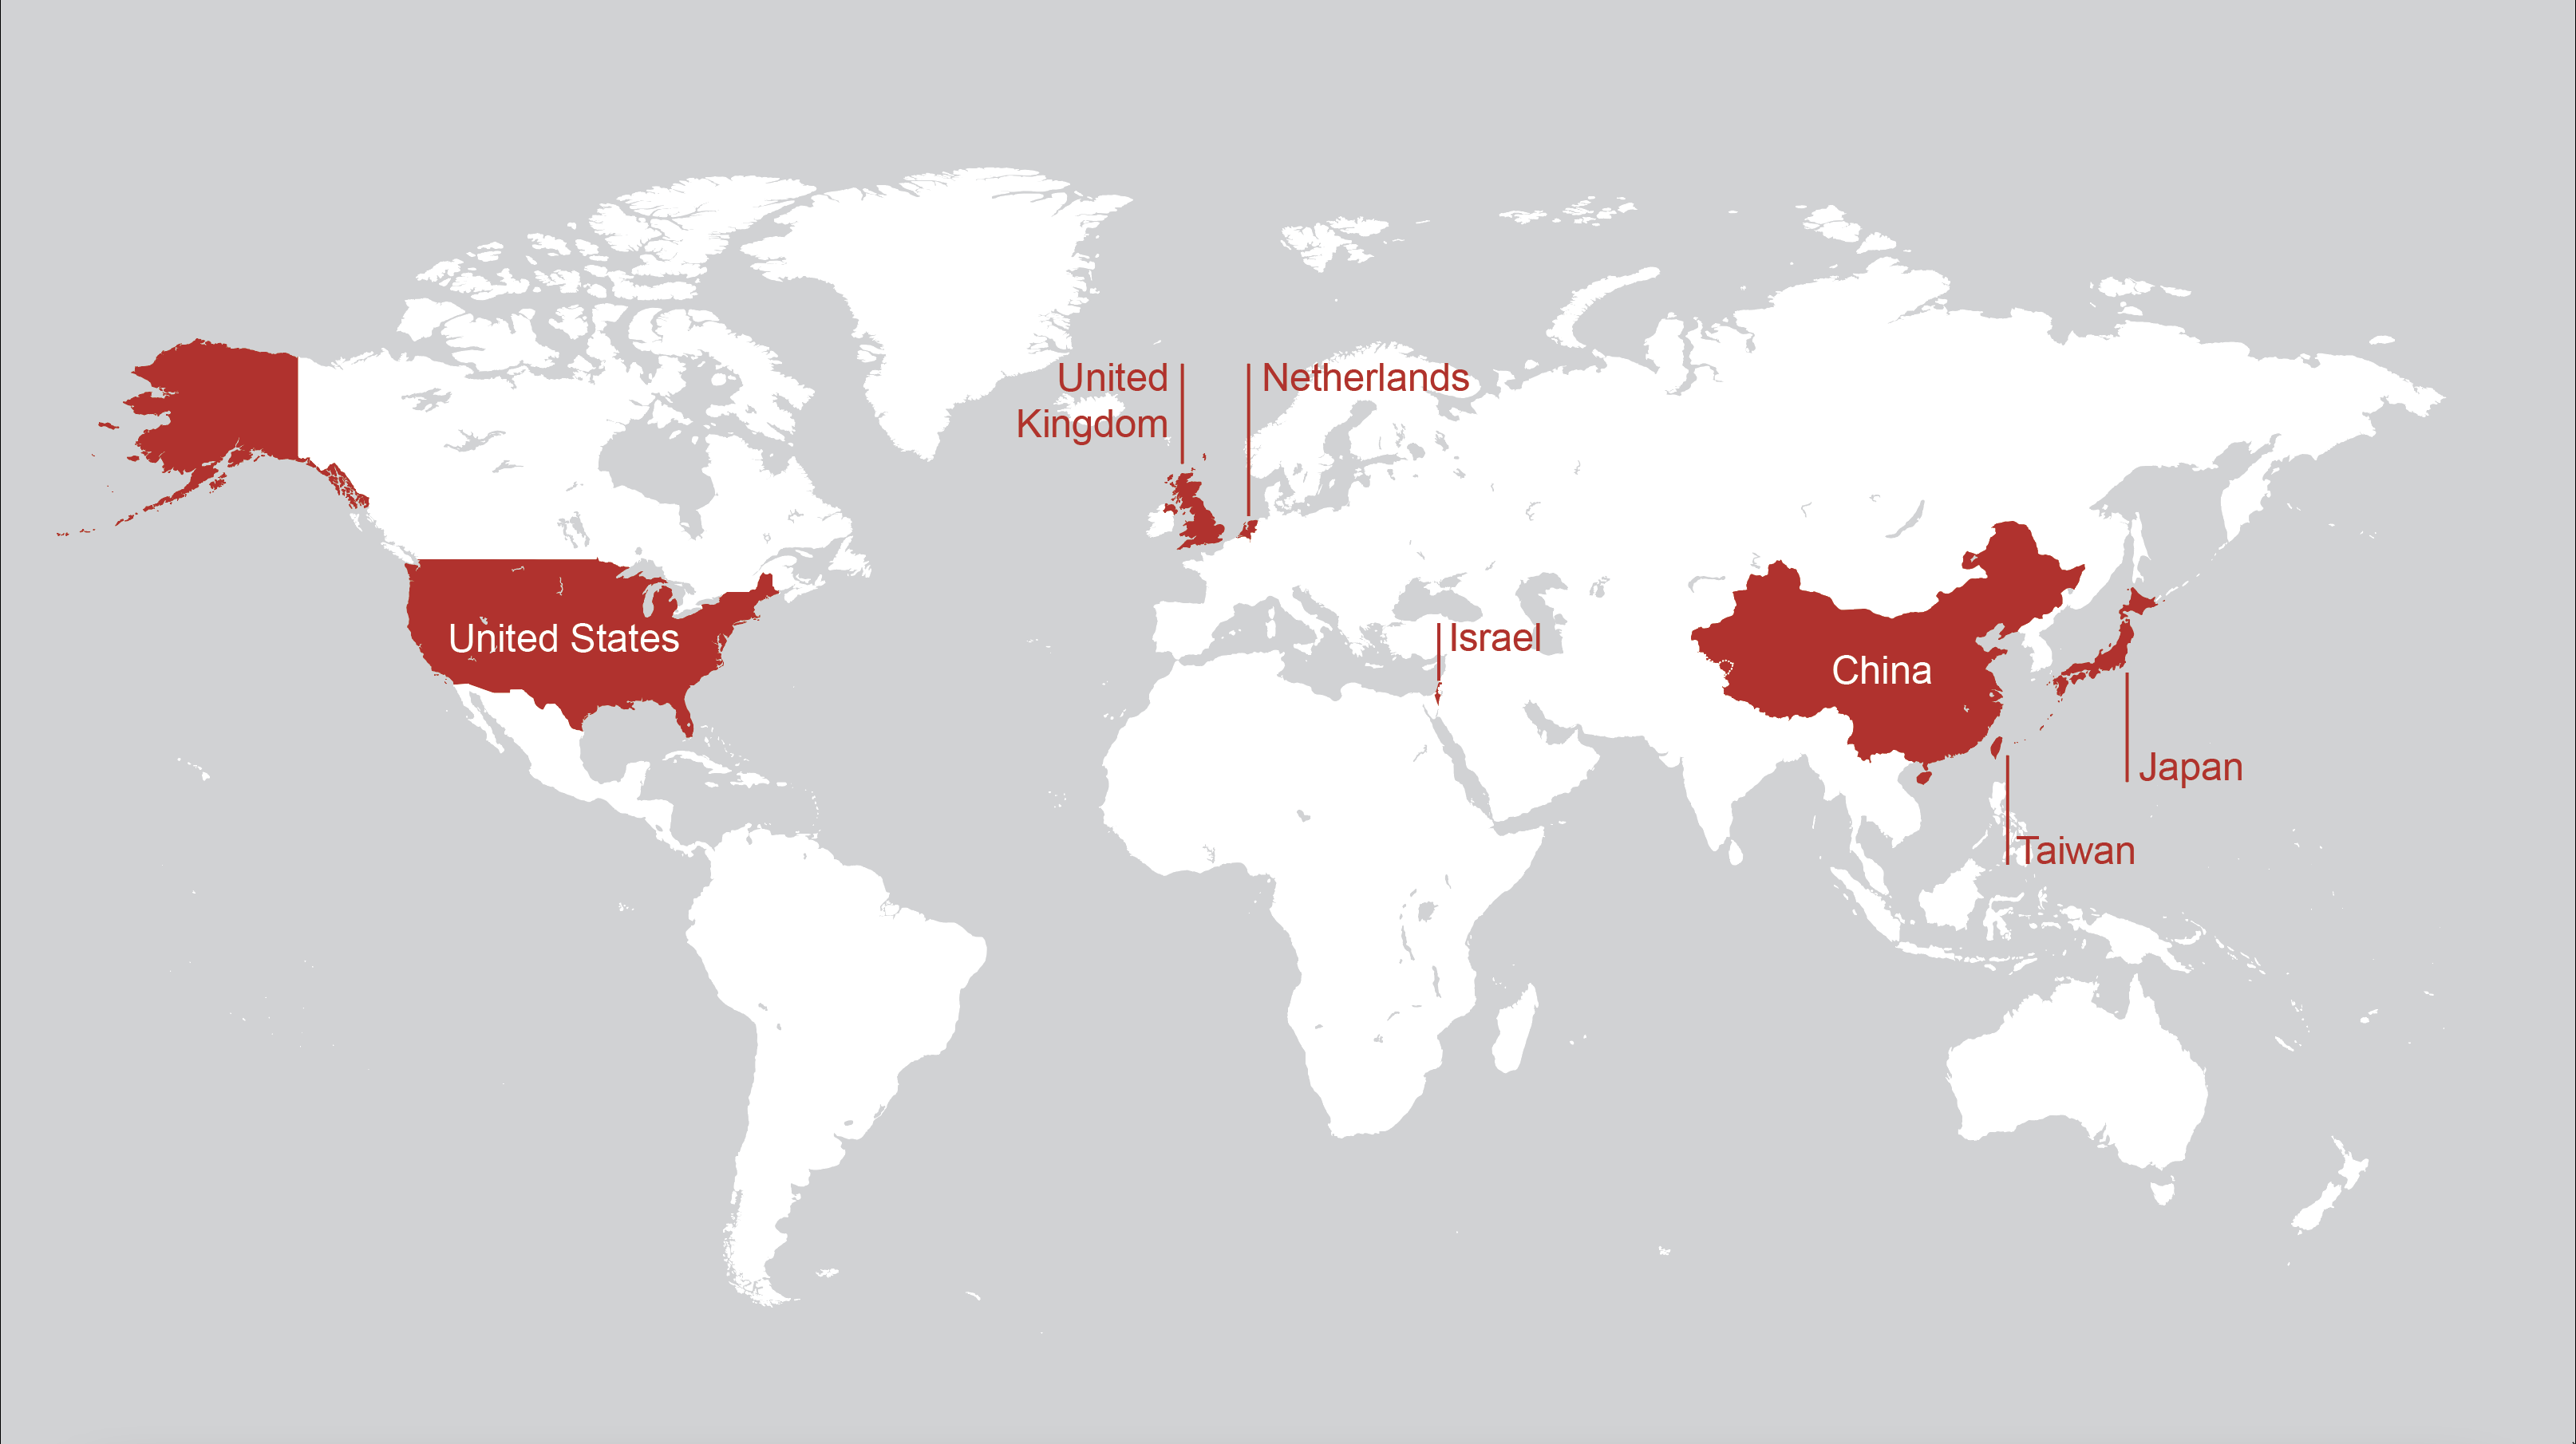 United
Kingdom
Netherlands
United States
Israel
China
Japan
Taiwan